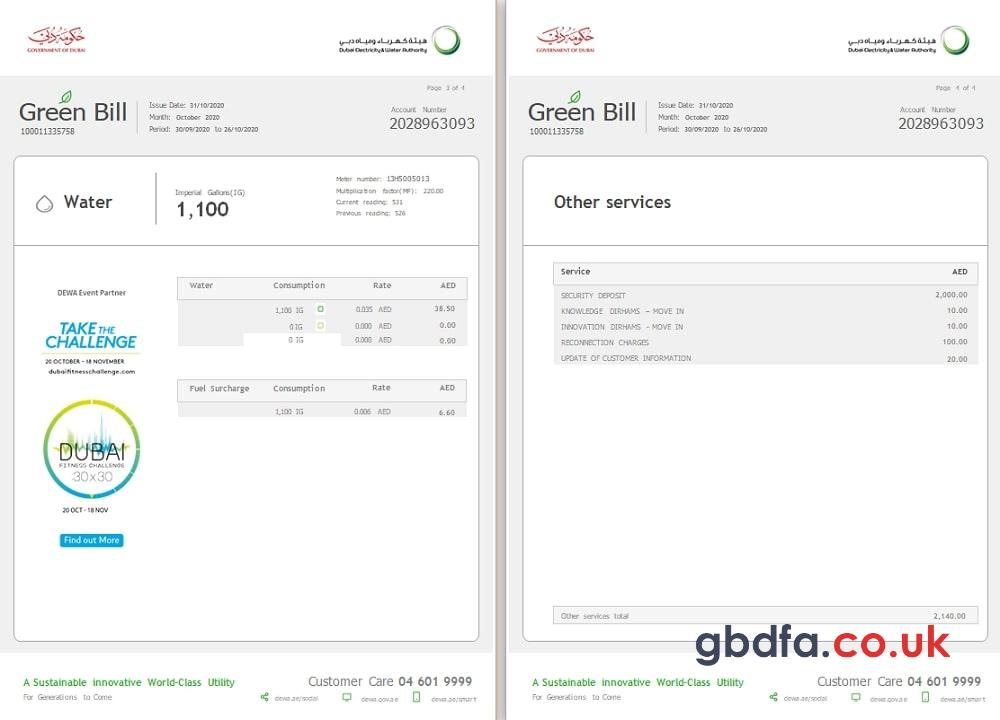 حكومة دبي
GOVERNMENT OF DUBAI
هيئة كهرباء ومياه دبي
Dubai Electricity & Water Authority
Page 3 of 4
Green Bill
100011335758
Issue Date: 31/10/2020
Month: October 2020
Period: 30/09/2020 to 26/10/2020
Account Number
2028963093
Water
Imperial Gallons(IG)
1,100
Meter number: 13HS005013
Multiplication factor(MF): 220.00
Current reading: 531
Previous reading: 526
DEWA Event Partner
TAKE THE
CHALLENGE
20 OCTOBER - 18 NOVEMBER
dubaifitnesschallenge.com
DUBAI
FITNESS CHALLENGE
30x30
20 OCT - 18 NOV
Find out More
Water Consumption Rate AED
1,100 IG 0.035 AED 38.50
0 IG 0.000 AED 0.00
0 IG 0.000 AED 0.00
Fuel Surcharge Consumption Rate AED
1,100 IG 0.006 AED 6.60
A Sustainable innovative World-Class Utility
For Generations to Come
Customer Care 04 601 9999
dewa.ae/social dewa.gov.ae dewa.ae/smart
حكومة دبي
GOVERNMENT OF DUBAI
هيئة كهرباء ومياه دبي
Dubai Electricity & Water Authority
Page 4 of 4
Green Bill
100011335758
Issue Date: 31/10/2020
Month: October 2020
Period: 30/09/2020 to 26/10/2020
Account Number
2028963093
Other services
Service AED
SECURITY DEPOSIT 2,000.00
KNOWLEDGE DIRHAMS – MOVE IN 10.00
INNOVATION DIRHAMS - MOVE IN 10.00
RECONNECTION CHARGES 100.00
UPDATE OF CUSTOMER INFORMATION 20.00
Other services total 2,140.00
gbdfa.co.uk
A Sustainable innovative World-Class Utility
For Generations to Come
Customer Care 04 601 9999
dewa.ae/social dewa.gov.ae dewa.ae/smart